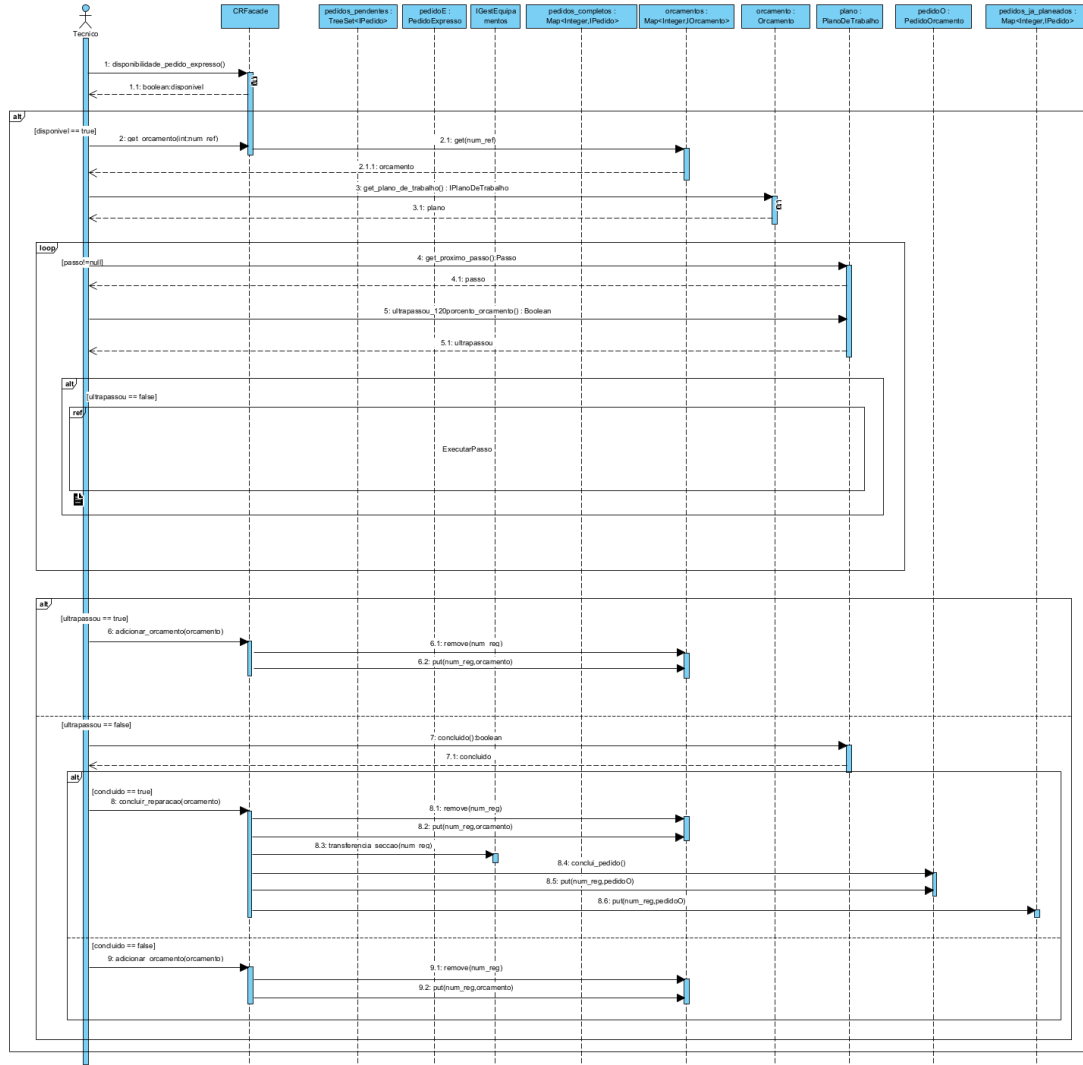 CRFacade
pedidos_pendentes :
TreeSet<IPedido>
pedidoE :
PedidoExpresso
IGestEquipa
mentos
pedidos_completos :
Map<Integer,IPedido>
orcamentos :
Map<Integer,IOrcamento>
orçamento :
Orcamento
plano :
PlanoDeTrabalho
pedidoO :
PedidoOrcamento
pedidos_ja_planeados :
Map<Integer,IPedido>
Tecnico
1: disponibilidade_pedido_expresso()
ref
1.1: boolean:disponivel
alt
[disponivel == true]
2: get_orcamento(int:num_ref)
2.1: get(num_ref)
2.1.1: orcamento
3: get_plano_de_trabalho() : IPlanoDeTrabalho
3.1: plano
loop
[passo!=null]
4: get_proximo_passo():Passo
4.1: passo
5: ultrapassou_120porcento_orcamento() : Boolean
5.1: ultrapassou
alt
[ultrapassou == false]
ref
ExecutarPasso
alt
[ultrapassou == true]
6: adicionar_orcamento(orcamento)
6.1: remove(num_reg)
6.2: put(num_reg,orcamento)
[ultrapassou == false]
7: concluido():boolean
7.1: concluido
alt
[concluido == true]
8: concluir_reparacao(orcamento)
8.1: remove(num_reg)
8.2: put(num_reg,orcamento)
8.3: transferencia_seccao(num_reg)
8.4: conclui_pedido()
8.5: put(num_reg,pedidoO)
8.6: put(num_reg,pedidoO)
[concluido == false]
9: adicionar_orcamento(orcamento)
9.1: remove(num_reg)
9.2: put(num_reg,orcamento)